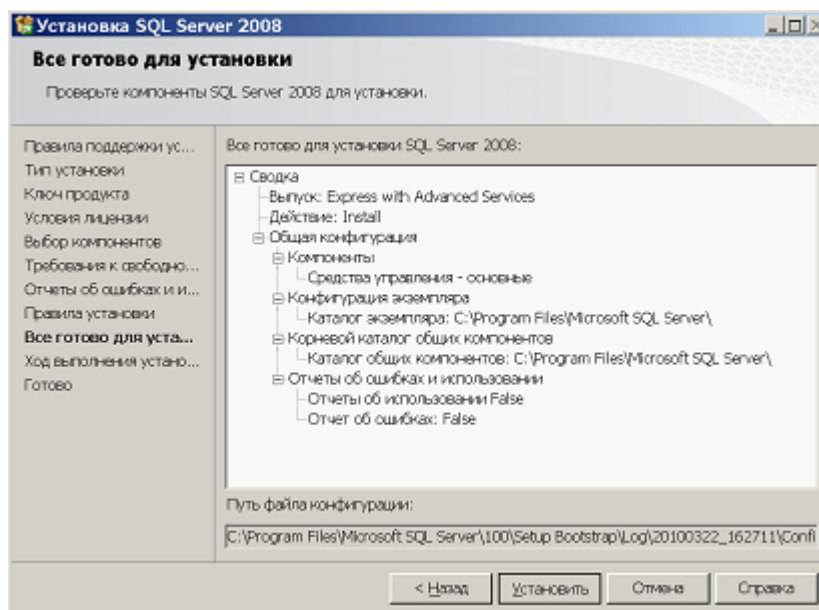 Установка SQL Server 2008
Все готово для установки
Проверьте компоненты SQL Server 2008 для установки.
Правила поддержки ус...
Тип установки
Ключ продукта
Условия лицензии
Выбор компонентов
Требования к свободно...
Отчеты об ошибках и и...
Правила установки
Все готово для уста...
Ход выполнения устано...
Готово
Все готово для установки SQL Server 2008:
Сводка
Выпуск: Express with Advanced Services
Действие: Install
Общая конфигурация
Компоненты
Средства управления - основные
Конфигурация экземпляра
Каталог экземпляра: C:\Program Files\Microsoft SQL Server\
Корневой каталог общих компонентов
Каталог общих компонентов: C:\Program Files\Microsoft SQL Server\
Отчеты об ошибках и использовании
Отчеты об использовании False
Отчет об ошибках: False
Путь файла конфигурации:
C:\Program Files\Microsoft SQL Server\100\Setup Bootstrap\Log\20100322_162711\Confi
< Назад Установить Отмена Справка